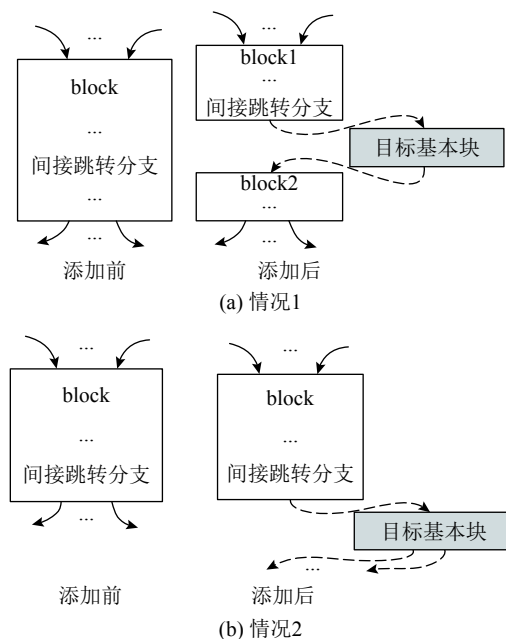 ...
...
block
block1
...
...
间接跳转分支
目标基本块
间接跳转分支
block2
...
...
...
...
添加前
添加后
(a) 情况1
...
...
block
block
...
...
间接跳转分支
间接跳转分支
...
目标基本块
...
添加前
添加后
(b) 情况2